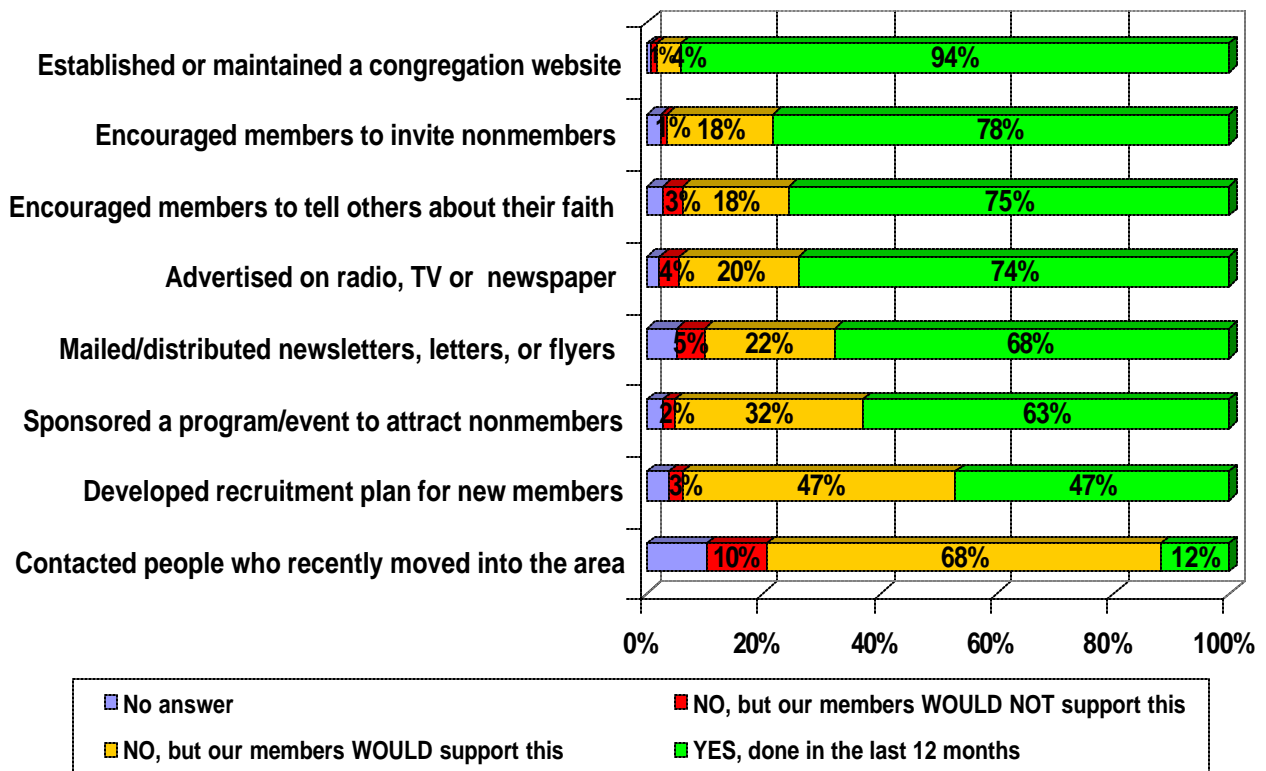 Established or maintained a congregation website 1% 4% 94%
Encouraged members to invite nonmembers 1% 18% 78%
Encouraged members to tell others about their faith 3% 18% 75%
Advertised on radio, TV or newspaper 4% 20% 74%
Mailed/distributed newsletters, letters, or flyers 5% 22% 68%
Sponsored a program/event to attract nonmembers 2% 32% 63%
Developed recruitment plan for new members 3% 47% 47%
Contacted people who recently moved into the area 10% 68% 12%
0% 20% 40% 60% 80% 100%
No answer NO, but our members WOULD NOT support this
NO, but our members WOULD support this YES, done in the last 12 months